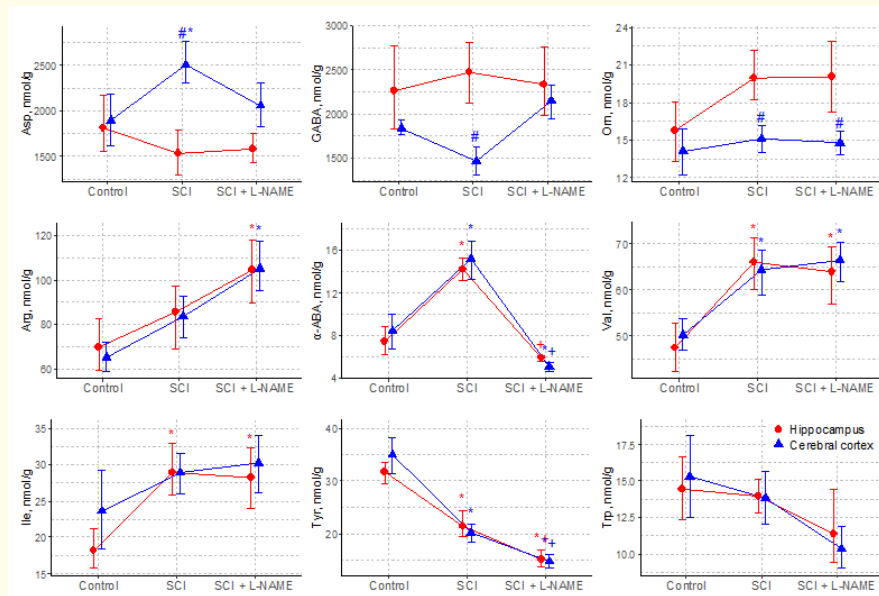 Asp, nmol/g
2500
2000
1500
#*
Control SCI SCI + L-NAME
GABA, nmol/g
3000
2500
2000
1500
#
Control SCI SCI + L-NAME
Orn, nmol/g
24
21
18
15
12
# #
Control SCI SCI + L-NAME
Arg, nmol/g
120
100
80
60
* *
Control SCI SCI + L-NAME
α-ABA, nmol/g
16
12
8
4
* *
+ *+
Control SCI SCI + L-NAME
Val, nmol/g
70
60
50
* * * *
Control SCI SCI + L-NAME
Ile, nmol/g
35
30
25
20
15
* *
Control SCI SCI + L-NAME
Tyr, nmol/g
40
30
20
* * * *+
Control SCI SCI + L-NAME
Trp, nmol/g
17.5
15.0
12.5
10.0
Hippocampus
Cerebral cortex
Control SCI SCI + L-NAME